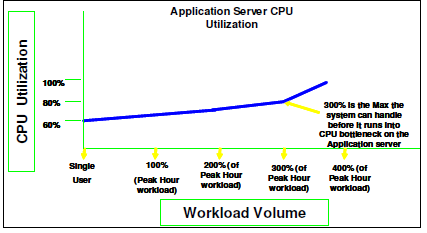 Application Server CPU
Utilization
CPU Utilization
100%
80%
60%
300% is the Max the
system can handle
before it runs into
CPU bottleneck on the
Application server
Single
User
100%
(Peak Hour
workload)
200% (of
Peak Hour
workload)
300% (of
Peak Hour
workload)
400% (of
Peak Hour
workload)
Workload Volume